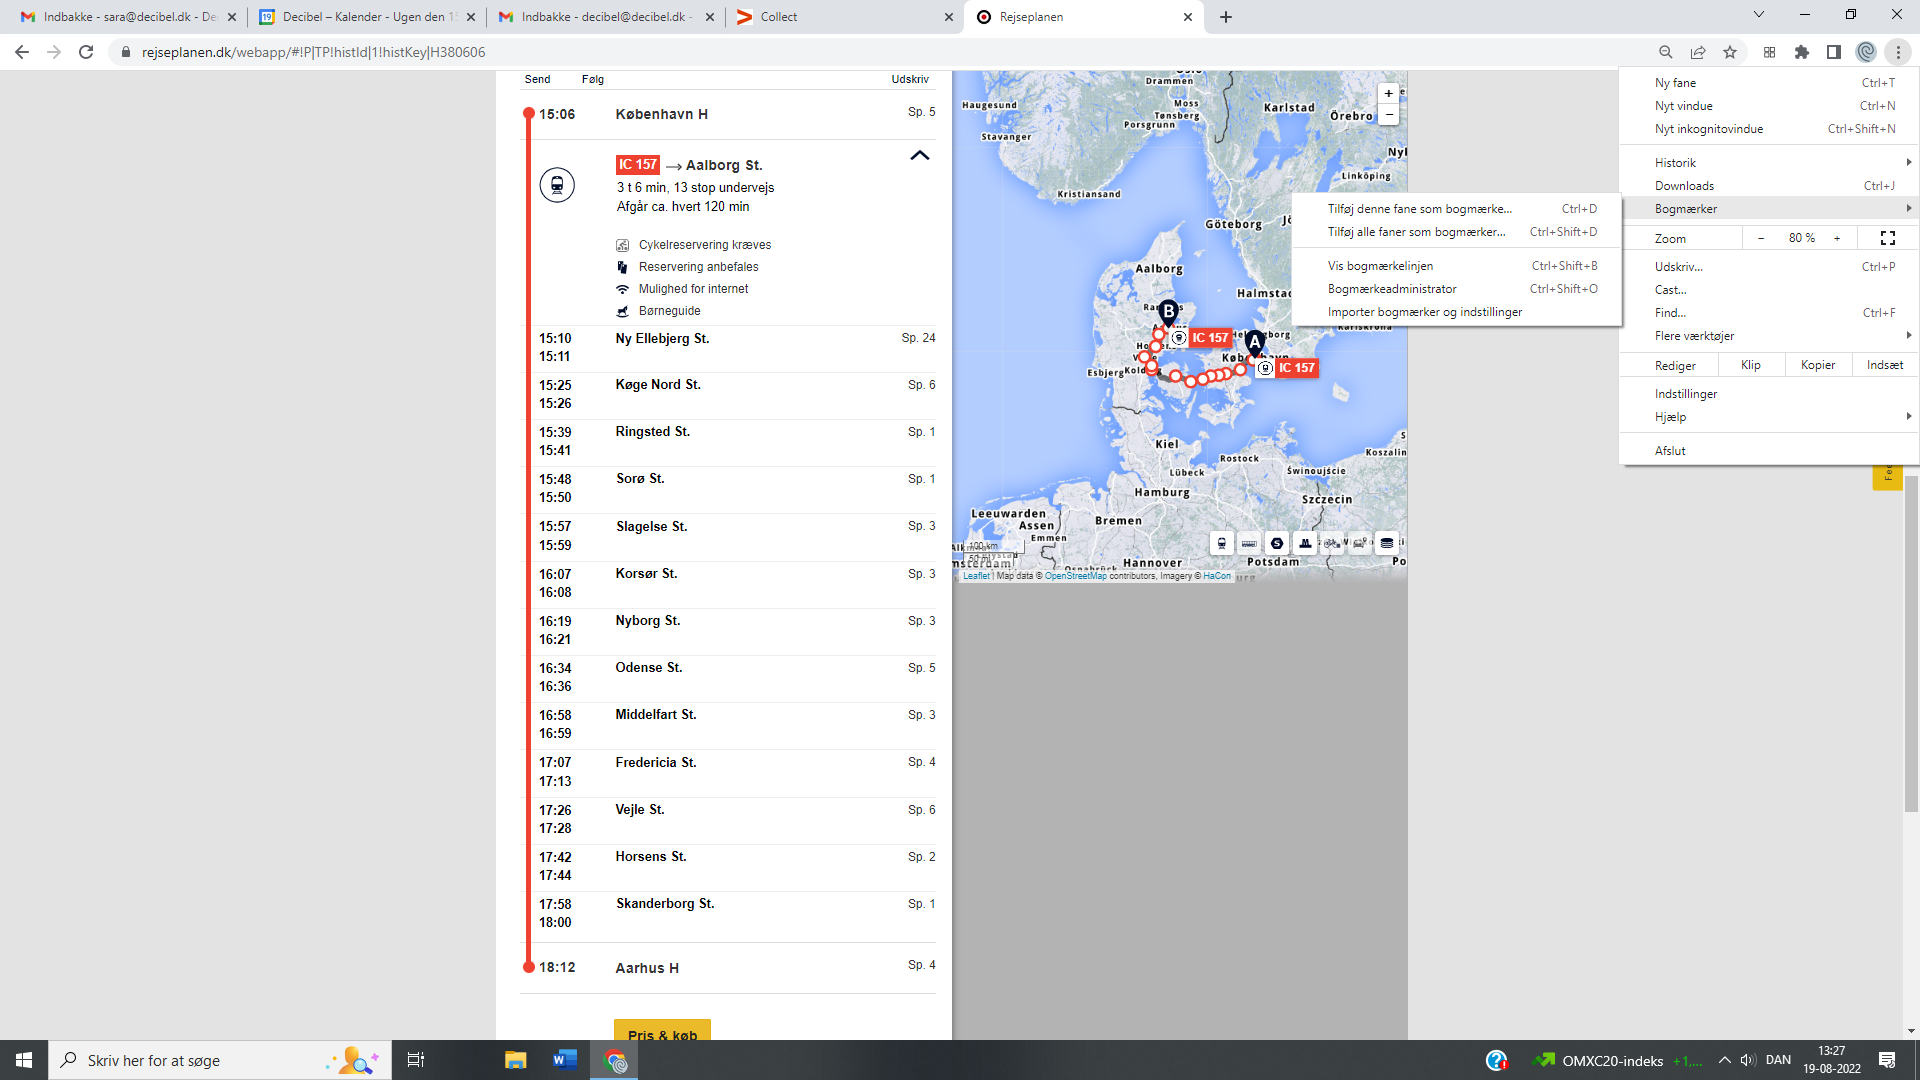 Indbakke - sara@decibel.dk - De
Decibel – Kalender - Ugen den 1
Indbakke - decibel@decibel.dk -
Collect
Rejseplanen
rejseplanen.dk/webapp/#!P|TP!histId|1!histKey|H380606
Send Følg Udskriv
15:06 København H Sp. 5
IC 157 → Aalborg St.
3 t 6 min, 13 stop undervejs
Afgår ca. hvert 120 min
Cykelreservering kræves
Reservering anbefales
Mulighed for internet
Børneguide
15:10 Ny Ellebjerg St. Sp. 24
15:11
15:25 Køge Nord St. Sp. 6
15:26
15:39 Ringsted St. Sp. 1
15:41
15:48 Sorø St. Sp. 1
15:50
15:57 Slagelse St. Sp. 3
15:59
16:07 Korsør St. Sp. 3
16:08
16:19 Nyborg St. Sp. 3
16:21
16:34 Odense St. Sp. 5
16:36
16:58 Middelfart St. Sp. 3
16:59
17:07 Fredericia St. Sp. 4
17:13
17:26 Vejle St. Sp. 6
17:28
17:42 Horsens St. Sp. 2
17:44
17:58 Skanderborg St. Sp. 1
18:00
18:12 Aarhus H Sp. 4
Pris & køb
Drammen
Haugesund
Moss
Karlstad
Tønsberg
Porsgrunn
Örebro
Stavanger
Linköping
Kristiansand
Göteborg
Aalborg
Halmstad
B
IC 157
A
IC 157
Esbjerg
Kiel
Rostock
Koszalin
Lübeck
Świnoujście
Hamburg
Szczecin
Leeuwarden
Bremen
Assen
Emmen
100 km
50 mi
Hannover
Potsdam
Leaflet | Map data © OpenStreetMap contributors, Imagery © HaCon
+
−
Ny fane Ctrl+T
Nyt vindue Ctrl+N
Nyt inkognitovindue Ctrl+Shift+N
Historik
Downloads Ctrl+J
Bogmærker
Zoom − 80 % +
Udskriv... Ctrl+P
Cast...
Find... Ctrl+F
Flere værktøjer
Rediger Klip Kopier Indsæt
Indstillinger
Hjælp
Afslut
Tilføj denne fane som bogmærke... Ctrl+D
Tilføj alle faner som bogmærker... Ctrl+Shift+D
Vis bogmærkelinjen Ctrl+Shift+B
Bogmærkeadministrator Ctrl+Shift+O
Importer bogmærker og indstillinger
Fee
Skriv her for at søge
OMXC20-indeks +1,...
DAN
13:27
19-08-2022